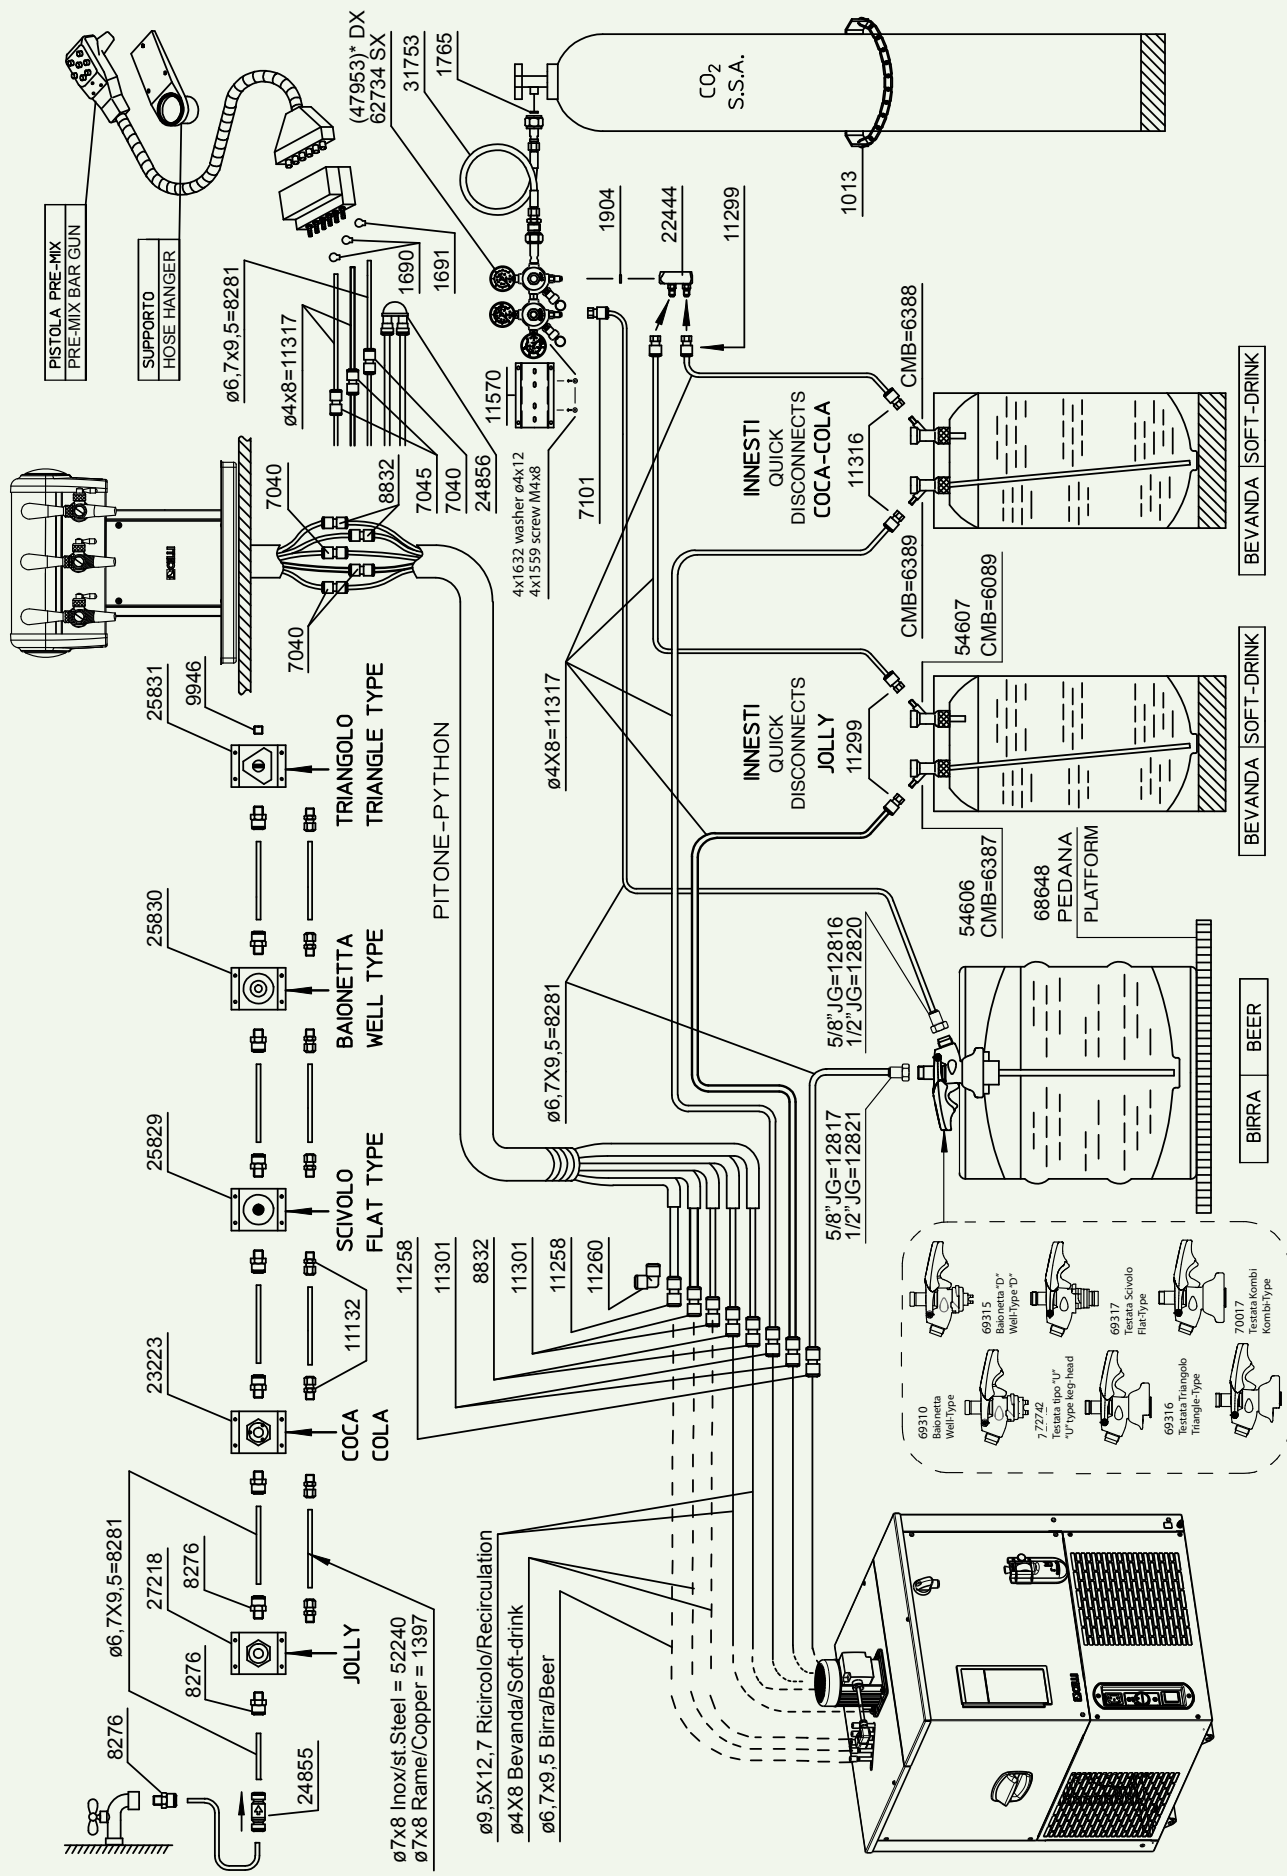 PISTOLA PRE-MIX
PRE-MIX BAR GUN
SUPPORTO
HOSE HANGER
ø6,7x9,5=8281
ø4x8=11317
1690
1691
(47953)* DX
62734 SX
31753
1765
CO2
S.S.A.
1013
1904
22444
11299
11570
4x1632 washer ø4x12
4x1559 screw M4x8
7101
7040
8832
7045
7040
24856
7040
25831
9946
TRIANGOLO
TRIANGLE TYPE
25830
BAIONETTA
WELL TYPE
25829
SCIVOLO
FLAT TYPE
23223
COCA
COLA
11132
ø6,7X9,5=8281
27218
8276
8276
JOLLY
8276
24855
ø7x8 Inox/st.Steel = 52240
ø7x8 Rame/Copper = 1397
PITONE-PYTHON
11258
11301
8832
11301
11258
11260
ø9,5X12,7 Ricircolo/Recirculation
ø4X8 Bevanda/Soft-drink
ø6,7x9,5 Birra/Beer
ø4X8=11317
ø6,7X9,5=8281
INNESTI
QUICK
DISCONNECTS
COCA-COLA
11316
CMB=6388
CMB=6389
INNESTI
QUICK
DISCONNECTS
JOLLY
11299
54607
CMB=6089
54606
CMB=6387
68648
PEDANA
PLATFORM
5/8"JG=12816
1/2"JG=12820
5/8"JG=12817
1/2"JG=12821
BEVANDA SOFT-DRINK
BEVANDA SOFT-DRINK
BIRRA BEER
69310
Baionetta
Well-Type
69315
Baionetta "D"
Well-Type "D"
7 72742
Testata tipo "U"
"U" type keg-head
69317
Testata Scivolo
Flat-Type
69316
Testata Triangolo
Triangle-Type
70017
Testata Kombi
Kombi-Type